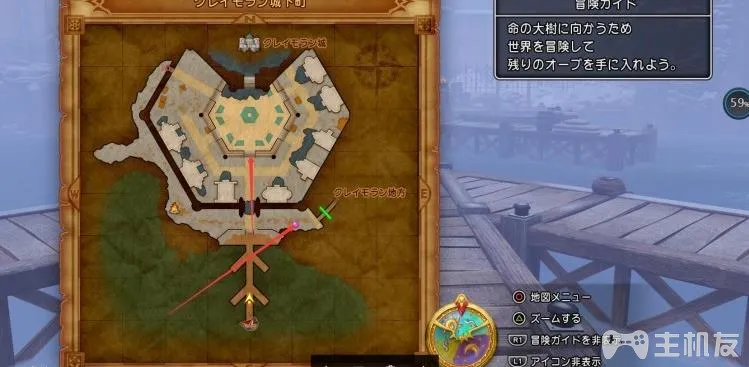 クレイモラン城下町
N
クレイモラン城
W
クレイモラン地方
E
冒険ガイド
命の大樹に向かうため
世界を冒険して
残りのオーブを手に入れよう。
59%
地図メニュー
ズームする
R1 冒険ガイドを非表示
L1 アイコン非表示
主机友